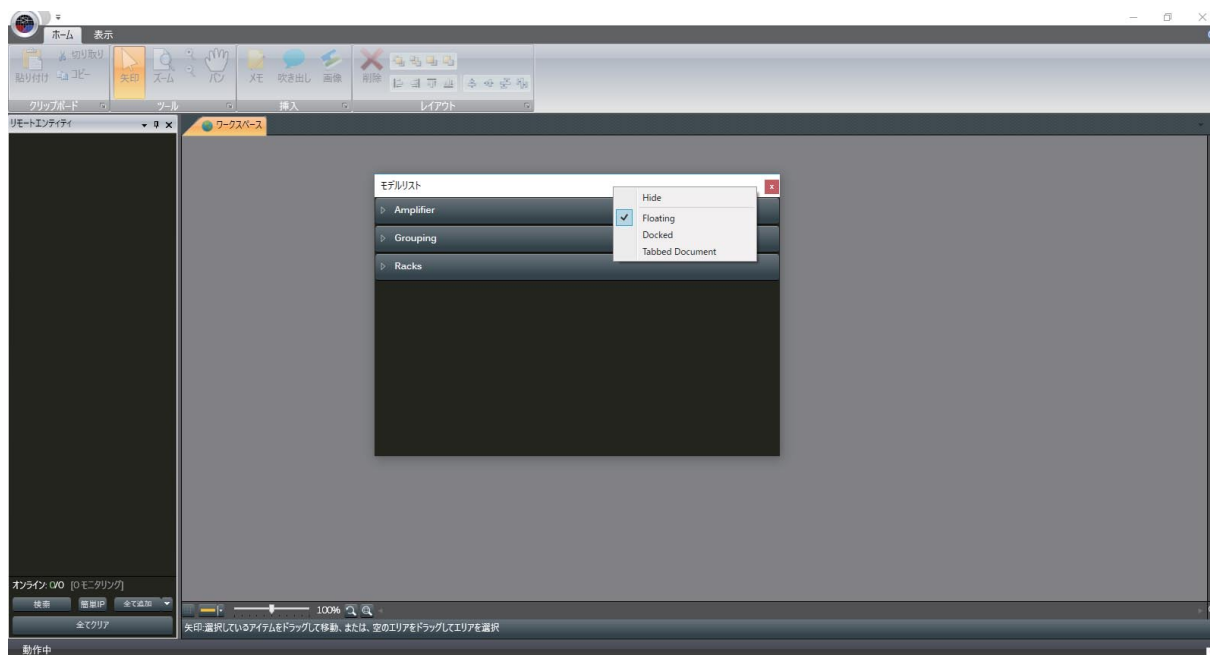 ホーム 表示
切り取り
貼り付け コピー 矢印 ズーム パン メモ 吹き出し 画像 削除
クリップボード ツール 挿入 レイアウト
リモートエンティティ
ワークスペース
モデルリスト
Hide
Floating
Docked
Tabbed Document
Amplifier
Grouping
Racks
オンライン: 0/0 [0モニタリング]
検索 簡単IP 全て追加
全てクリア
100%
矢印:選択しているアイテムをドラッグして移動、または、空のエリアをドラッグしてエリアを選択
動作中